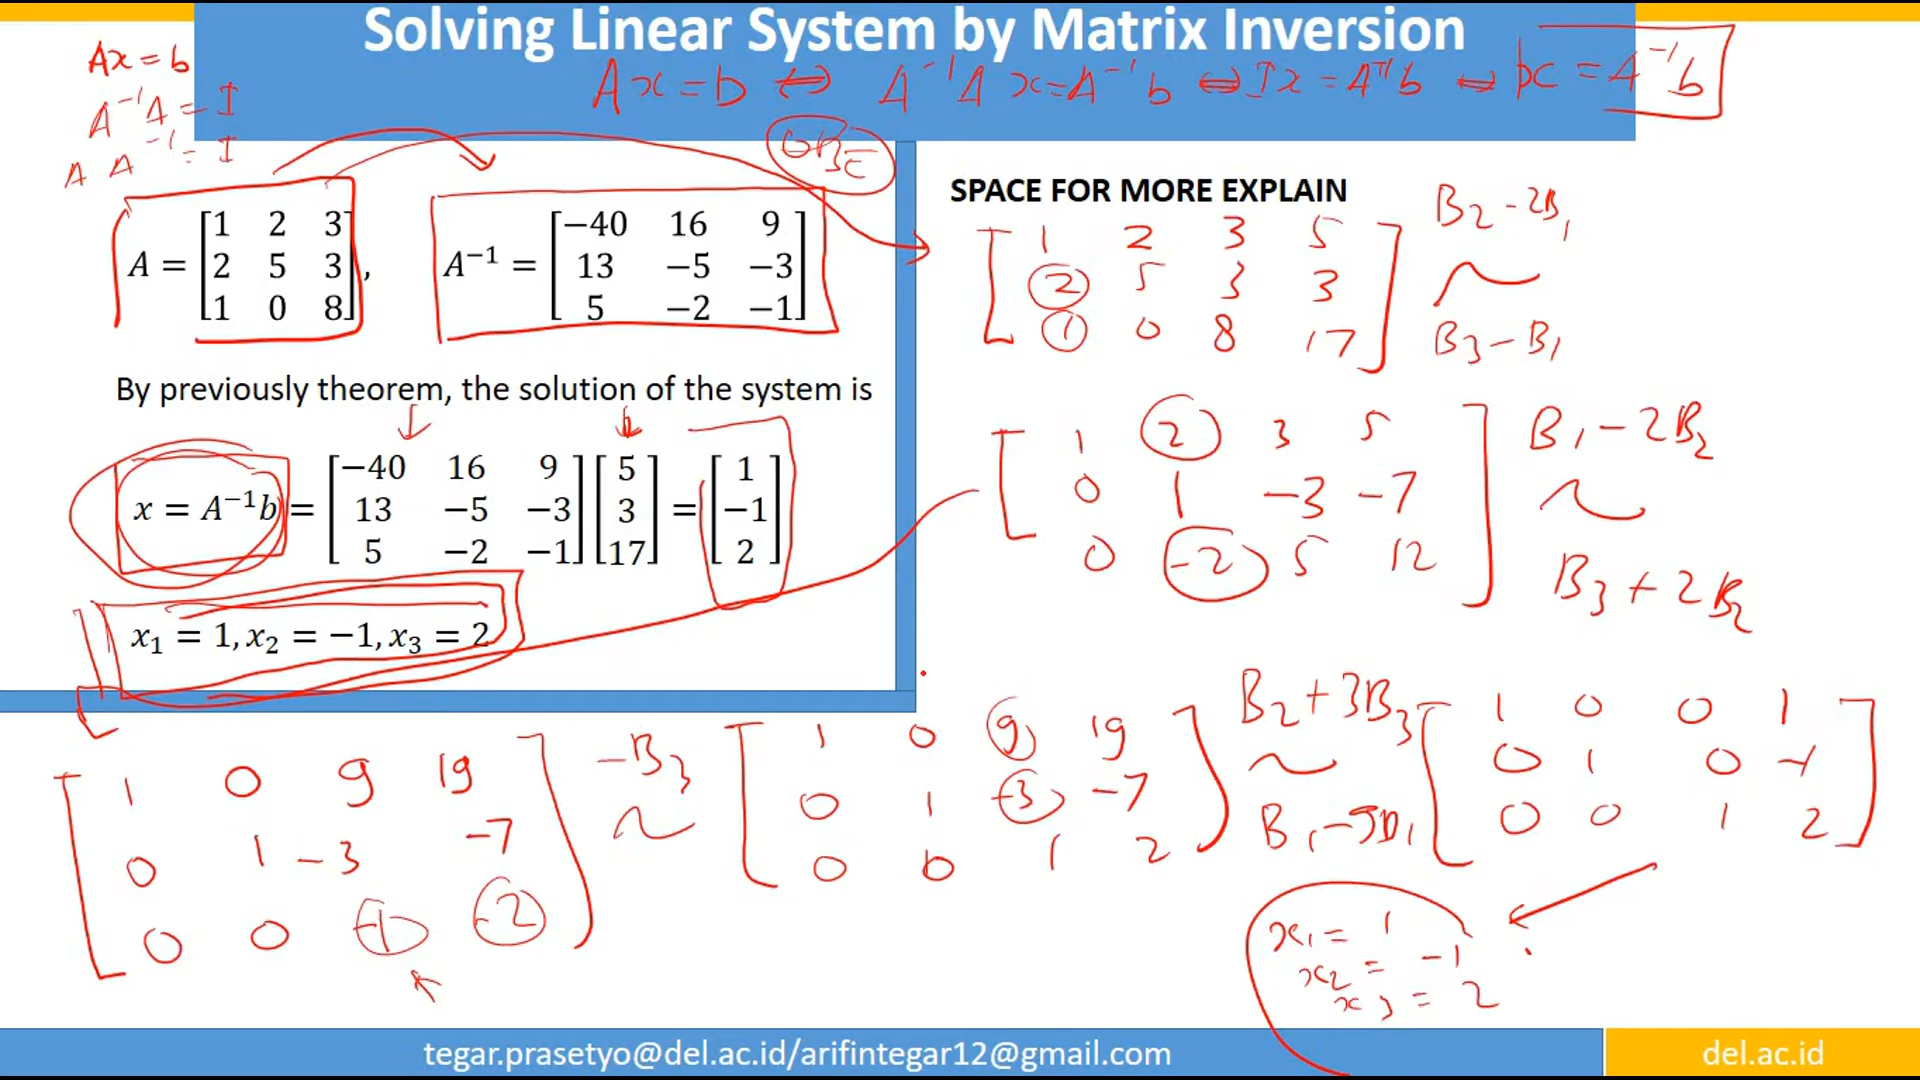 Solving Linear System by Matrix Inversion
Ax = b
A⁻¹A = I
A A⁻¹ = I
Ax = b ⇔ A⁻¹A x = A⁻¹ b ⇔ Ix = A⁻¹b ⇔ x = A⁻¹b
A = [1 2 3
2 5 3
1 0 8],
A⁻¹ = [−40 16 9
13 −5 −3
5 −2 −1]
By previously theorem, the solution of the system is
x = A⁻¹b = [−40 16 9; 13 −5 −3; 5 −2 −1] [5; 3; 17] = [1; −1; 2]
b
x₁ = 1, x₂ = −1, x₃ = 2
SPACE FOR MORE EXPLAIN
1 2 3 5
2 5 3 3
1 0 8 17
B2 - 2B1
~
B3 - B1
1 2 3 5
0 1 -3 -7
0 -2 5 12
B1 - 2B2
~
B3 + 2B2
1 0 9 19
0 1 -3 -7
0 0 -1 -2
-B3
~
1 0 9 19
0 1 -3 -7
0 0 1 2
B2 + 3B3
~
1 0 0 1
0 1 0 -1
0 0 1 2
x1 = 1
x2 = -1
x3 = 2
tegar.prasetyo@del.ac.id/arifintegar12@gmail.com
del.ac.id